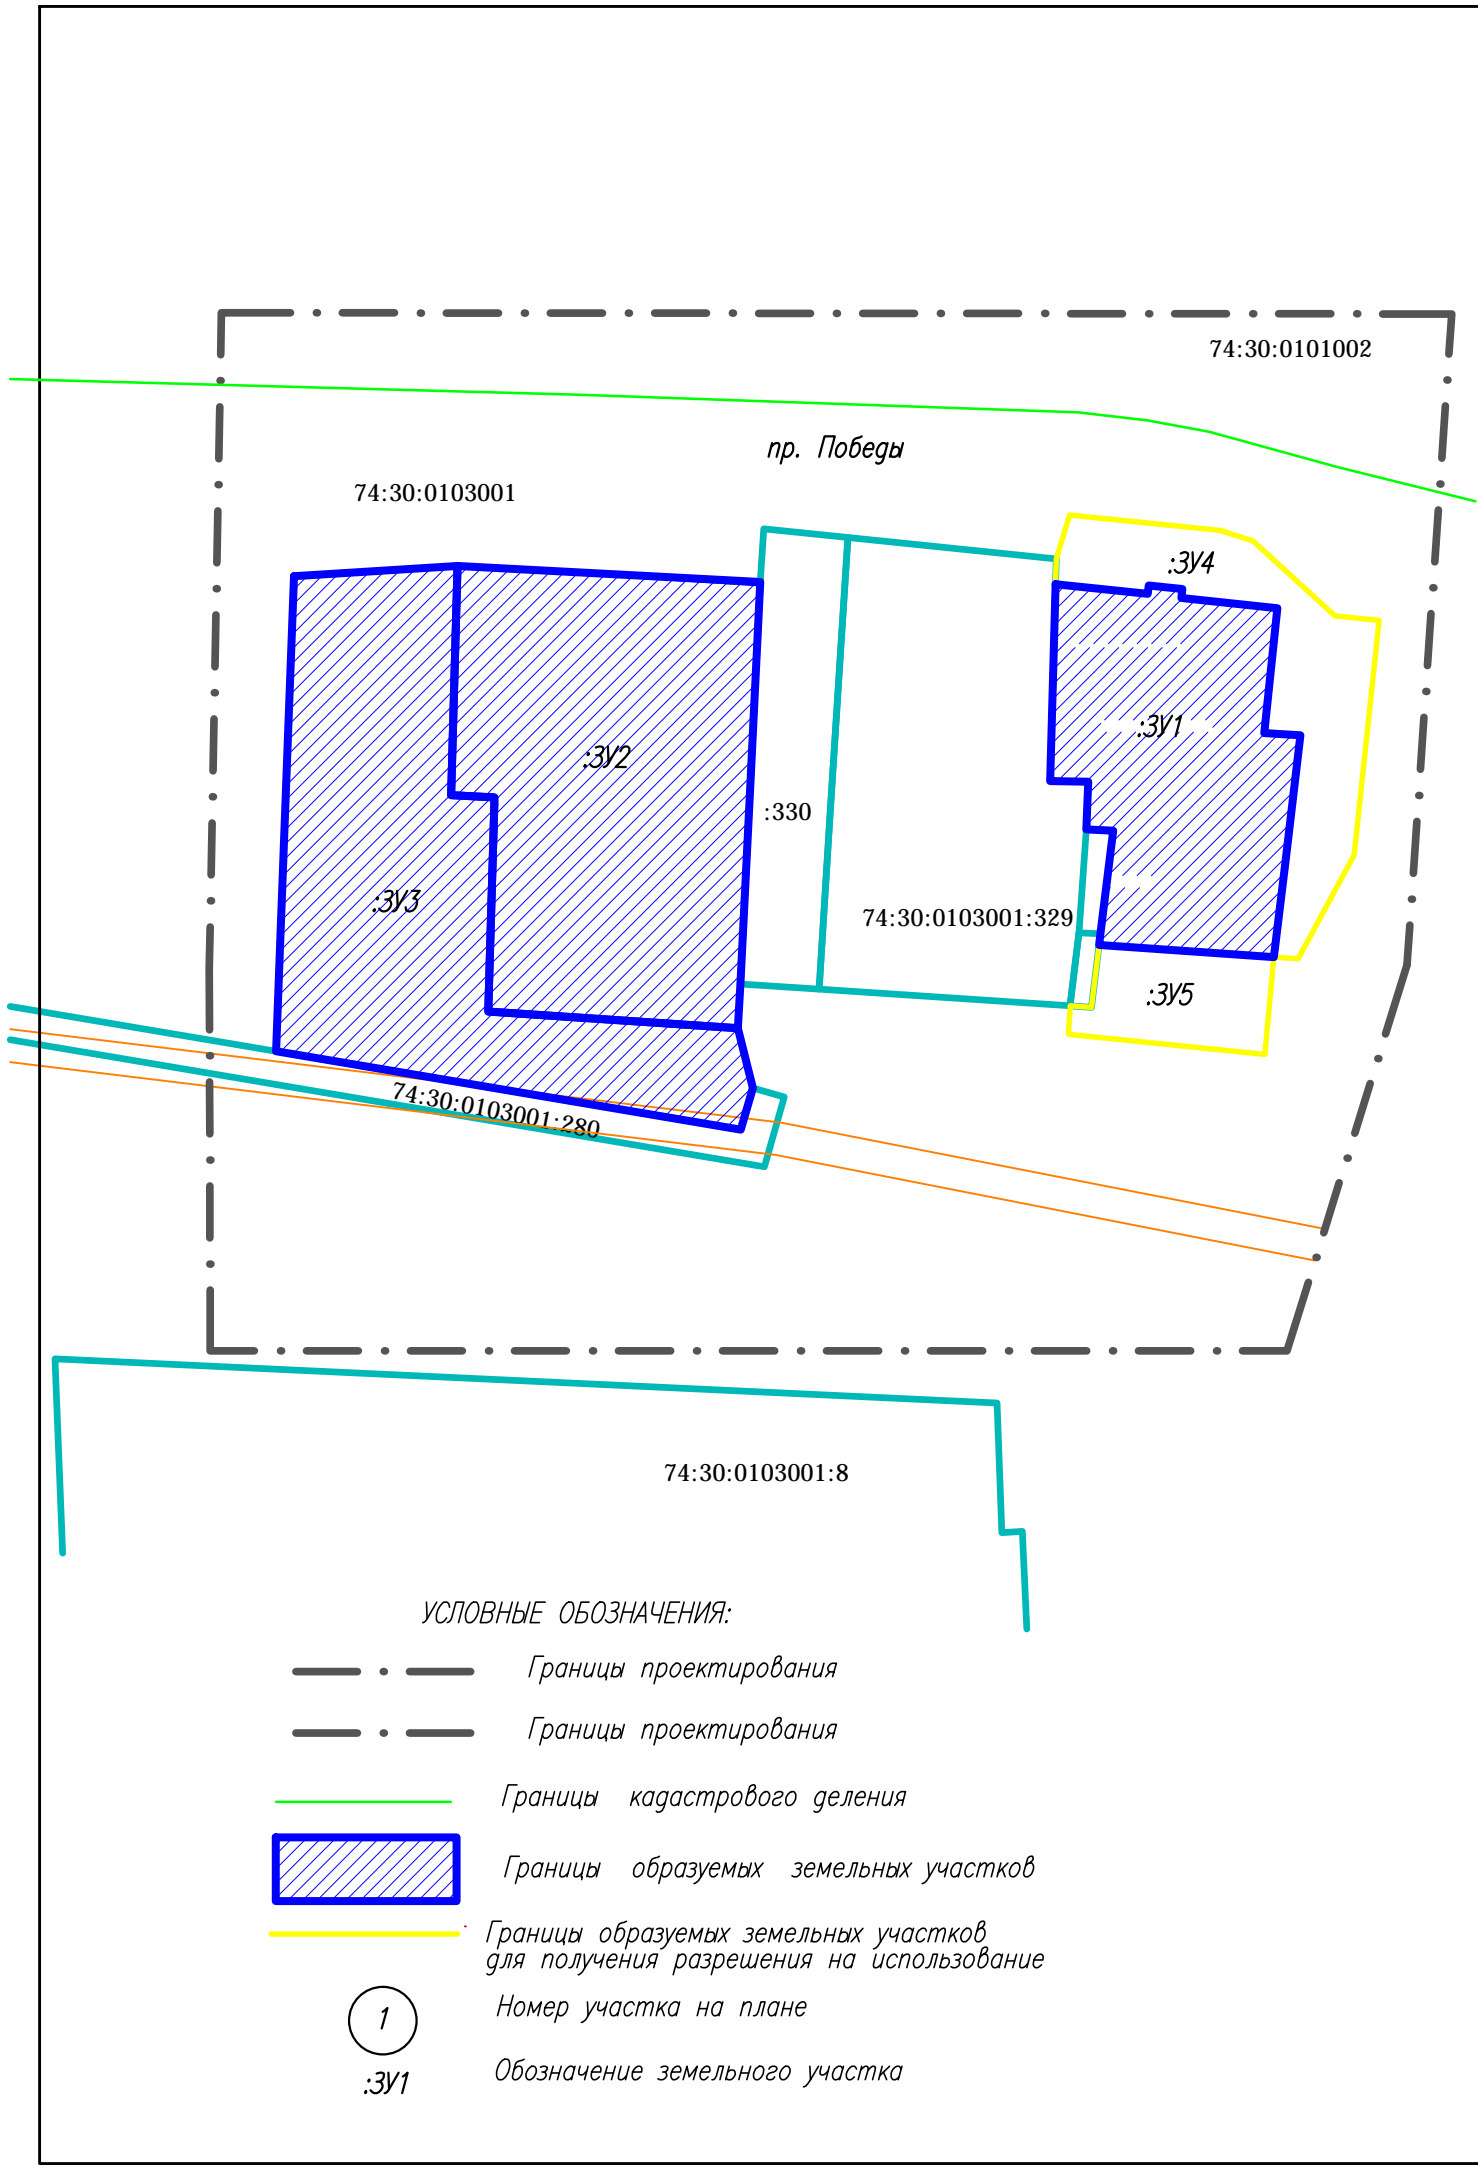 74:30:0101002
пр. Победы
74:30:0103001
:ЗУ4
:ЗУ1
:ЗУ2
:330
:ЗУ3
74:30:0103001:329
:ЗУ5
74:30:0103001:280
74:30:0103001:8
УСЛОВНЫЕ ОБОЗНАЧЕНИЯ:
Границы проектирования
Границы проектирования
Границы кадастрового деления
Границы образуемых земельных участков
Границы образуемых земельных участков
для получения разрешения на использование
1 Номер участка на плане
:ЗУ1 Обозначение земельного участка